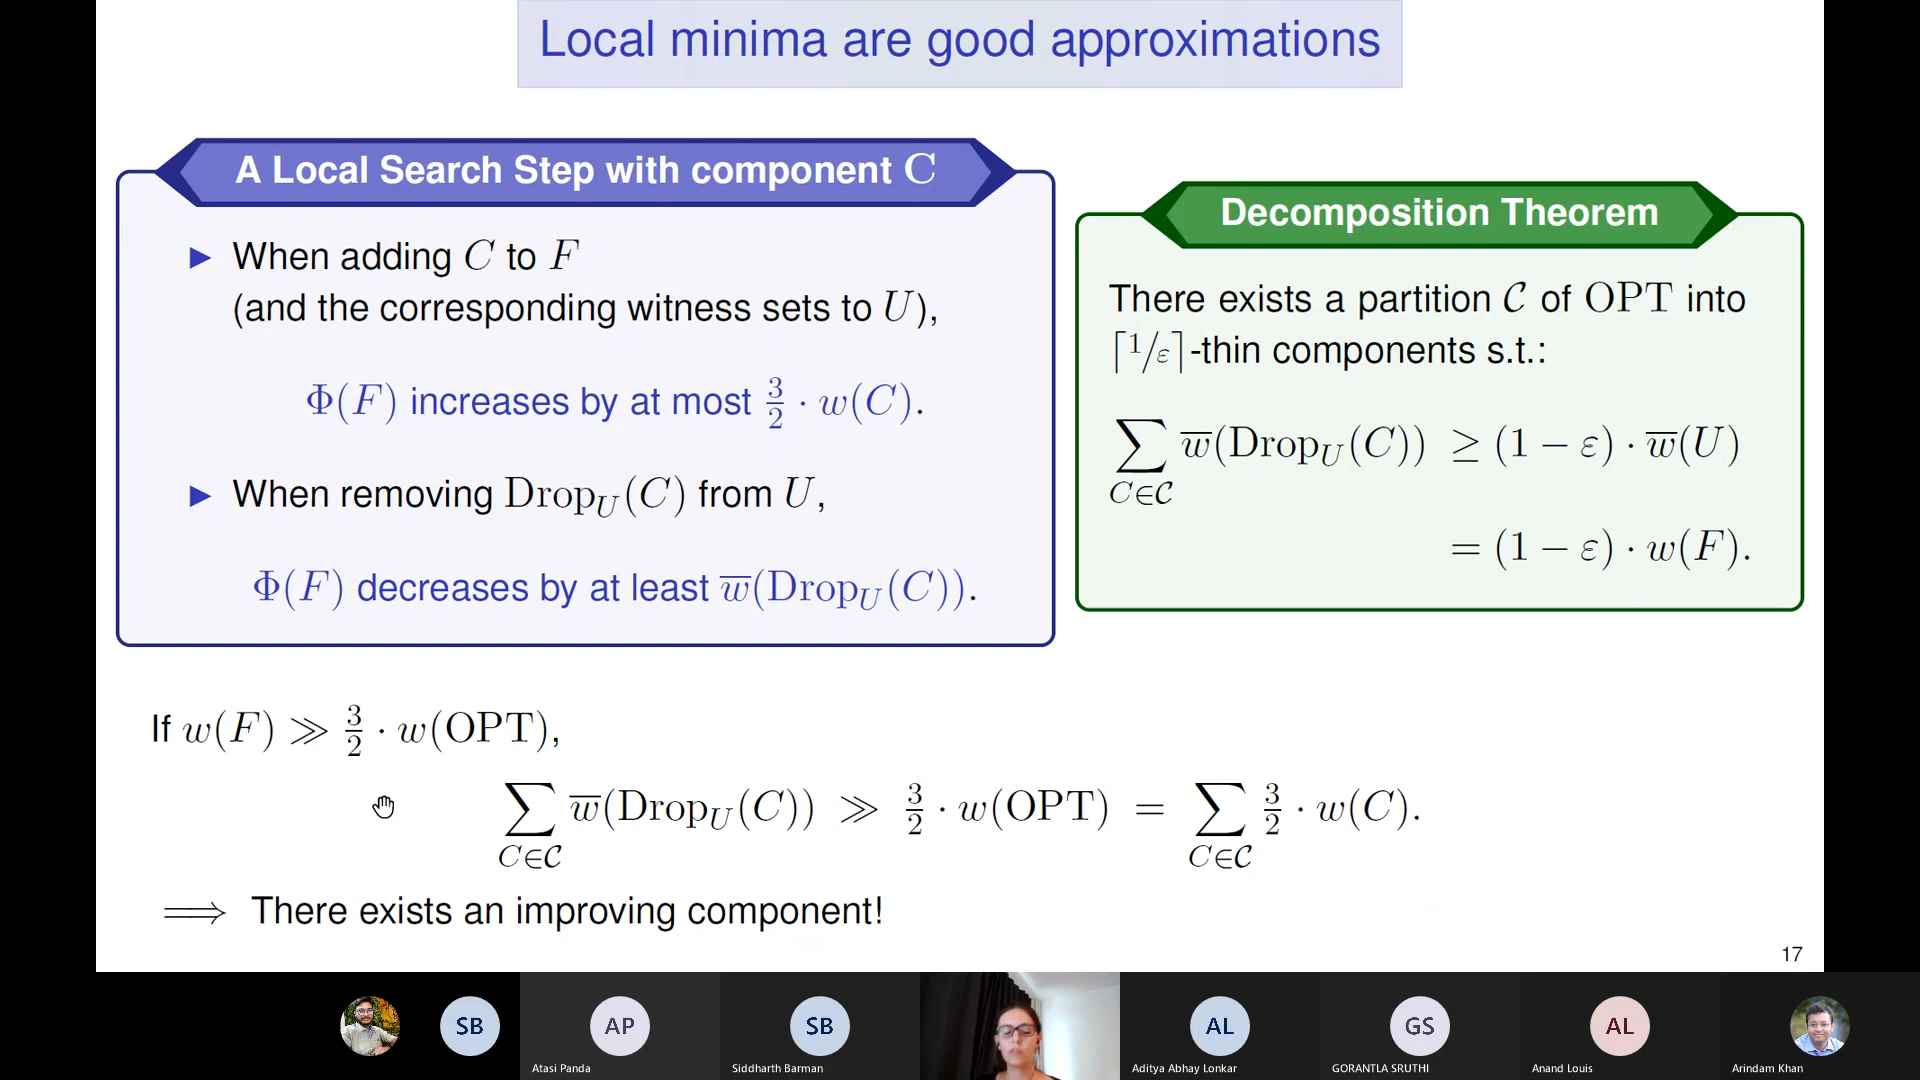 Local minima are good approximations
A Local Search Step with component C
▶ When adding C to F
(and the corresponding witness sets to U),
Φ(F) increases by at most 3/2 · w(C).
▶ When removing Drop_U(C) from U,
Φ(F) decreases by at least w̅(Drop_U(C)).
Decomposition Theorem
There exists a partition 𝒞 of OPT into
⌈1/ε⌉-thin components s.t.:
∑_{C∈𝒞} w̅(Drop_U(C)) ≥ (1 − ε) · w̅(U)
= (1 − ε) · w(F).
If w(F) ≫ 3/2 · w(OPT),
∑_{C∈𝒞} w̅(Drop_U(C)) ≫ 3/2 · w(OPT) = ∑_{C∈𝒞} 3/2 · w(C).
⟹ There exists an improving component!
17
SB AP SB AL GS AL
Atasi Panda Siddharth Barman Aditya Abhay Lonkar GORANTLA SRUTHI Anand Louis Arindam Khan